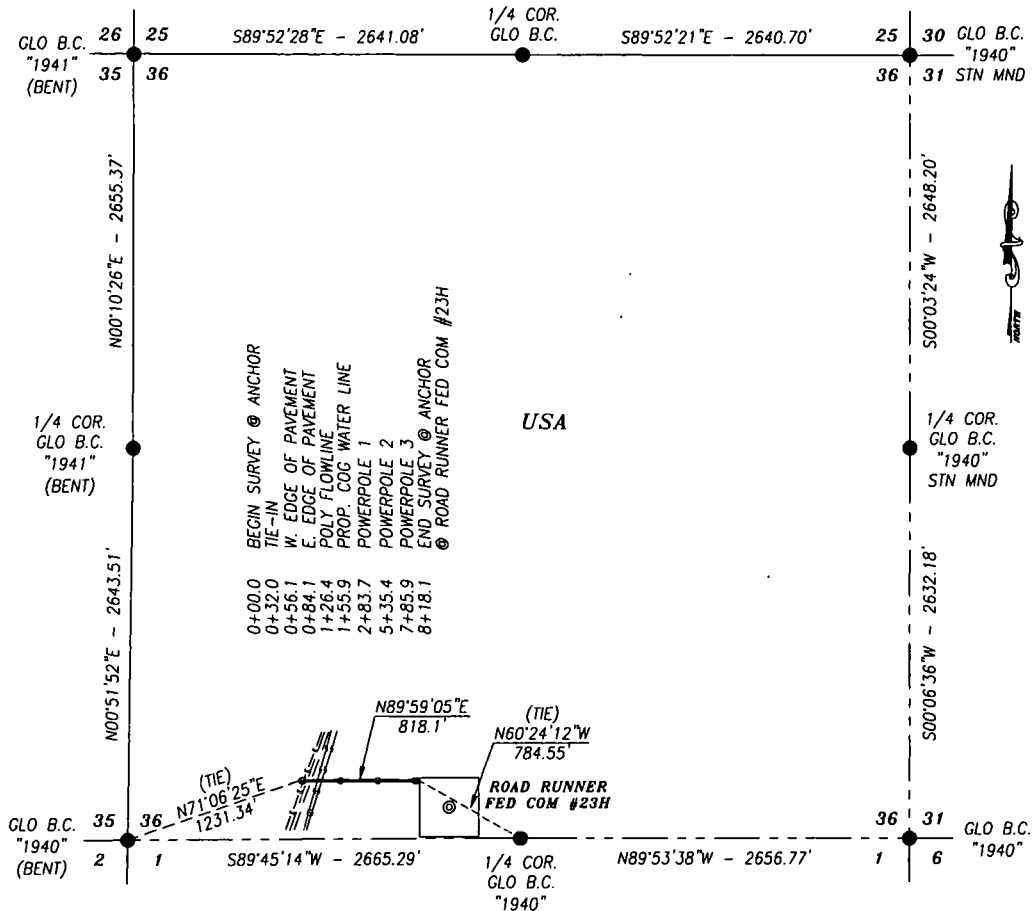 26 25
35 36
GLO B.C.
"1941"
(BENT)
S89°52'28"E - 2641.08'
1/4 COR.
GLO B.C.
S89°52'21"E - 2640.70'
25 30
36 31
GLO B.C.
"1940"
STN MND
N00°10'26"E - 2655.37'
S00°03'24"W - 2648.20'
NORTH
1/4 COR.
GLO B.C.
"1941"
(BENT)
0+00.0 BEGIN SURVEY @ ANCHOR
0+32.0 TIE-IN
0+56.1 W. EDGE OF PAVEMENT
0+84.1 E. EDGE OF PAVEMENT
1+26.4 POLY FLOWLINE
1+55.9 PROP. COG WATER LINE
2+83.7 POWERPOLE 1
5+35.4 POWERPOLE 2
7+85.9 POWERPOLE 3
8+18.1 END SURVEY @ ANCHOR
@ ROAD RUNNER FED COM #23H
USA
1/4 COR.
GLO B.C.
"1940"
STN MND
N00°51'52"E - 2643.51'
S00°06'36"W - 2632.18'
N89°59'05"E
818.1'
(TIE)
N60°24'12"W
784.55'
(TIE)
N71°06'25"E
1231.34'
ROAD RUNNER
FED COM #23H
GLO B.C.
"1940"
(BENT)
35 36
2 1
S89°45'14"W - 2665.29'
1/4 COR.
GLO B.C.
"1940"
N89°53'38"W - 2656.77'
36 31
1 6
GLO B.C.
"1940"